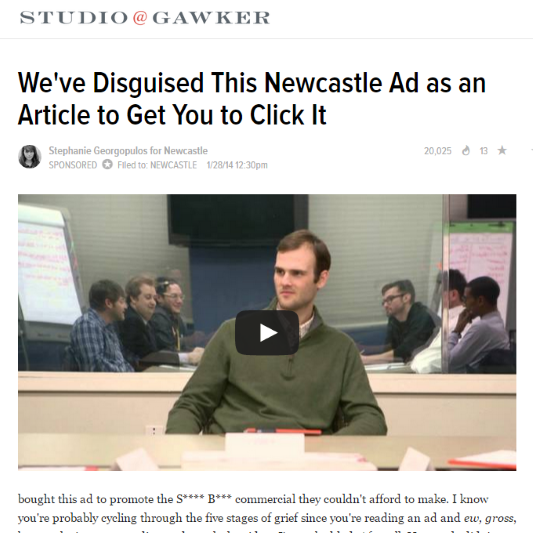 STUDIO@GAWKER
We've Disguised This Newcastle Ad as an
Article to Get You to Click It
Stephanie Georgopulos for Newcastle
20,025 13
SPONSORED Filed to: NEWCASTLE 1/28/14 12:30pm
bought this ad to promote the S**** B*** commercial they couldn't afford to make. I know
you're probably cycling through the five stages of grief since you're reading an ad and ew, gross,